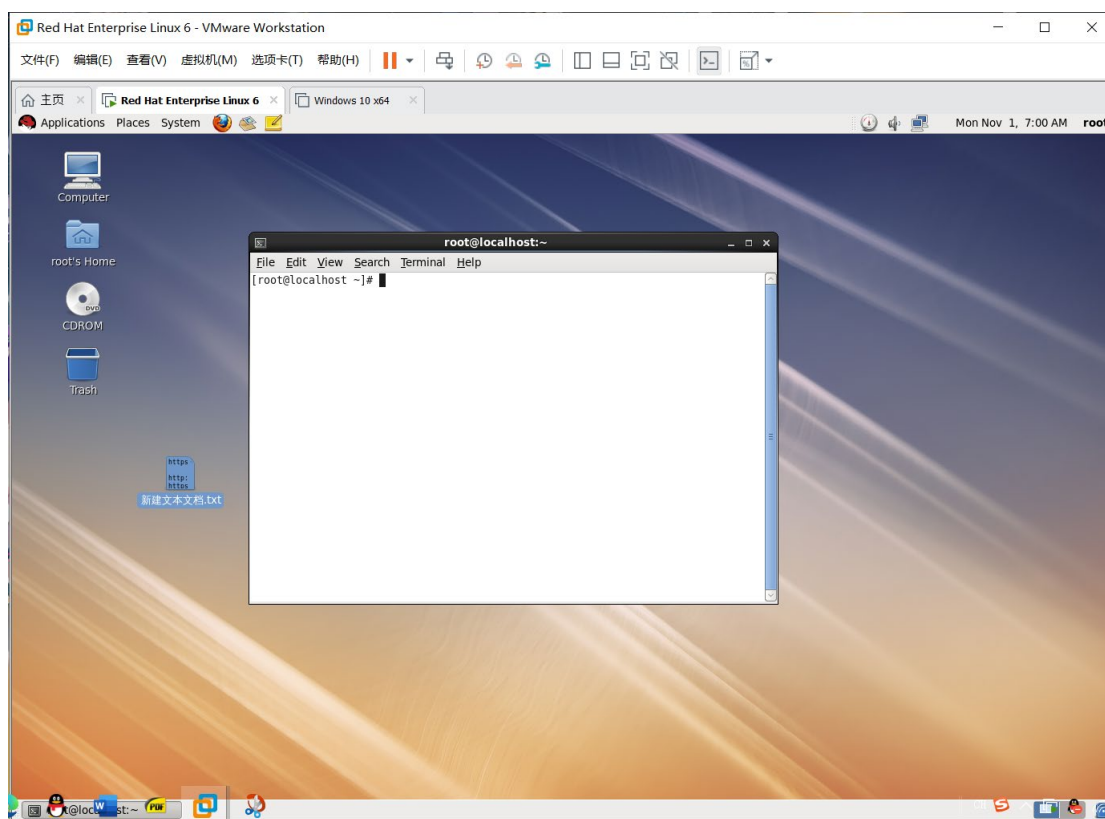 Red Hat Enterprise Linux 6 - VMware Workstation
文件(F) 编辑(E) 查看(V) 虚拟机(M) 选项卡(T) 帮助(H)
主页 Red Hat Enterprise Linux 6 Windows 10 x64
Applications Places System Mon Nov 1, 7:00 AM root
Computer
root's Home
DVD
CDROM
Trash
https
http:
https
新建文本文档.txt
root@localhost:~
File Edit View Search Terminal Help
[root@localhost ~]#
W PDF S